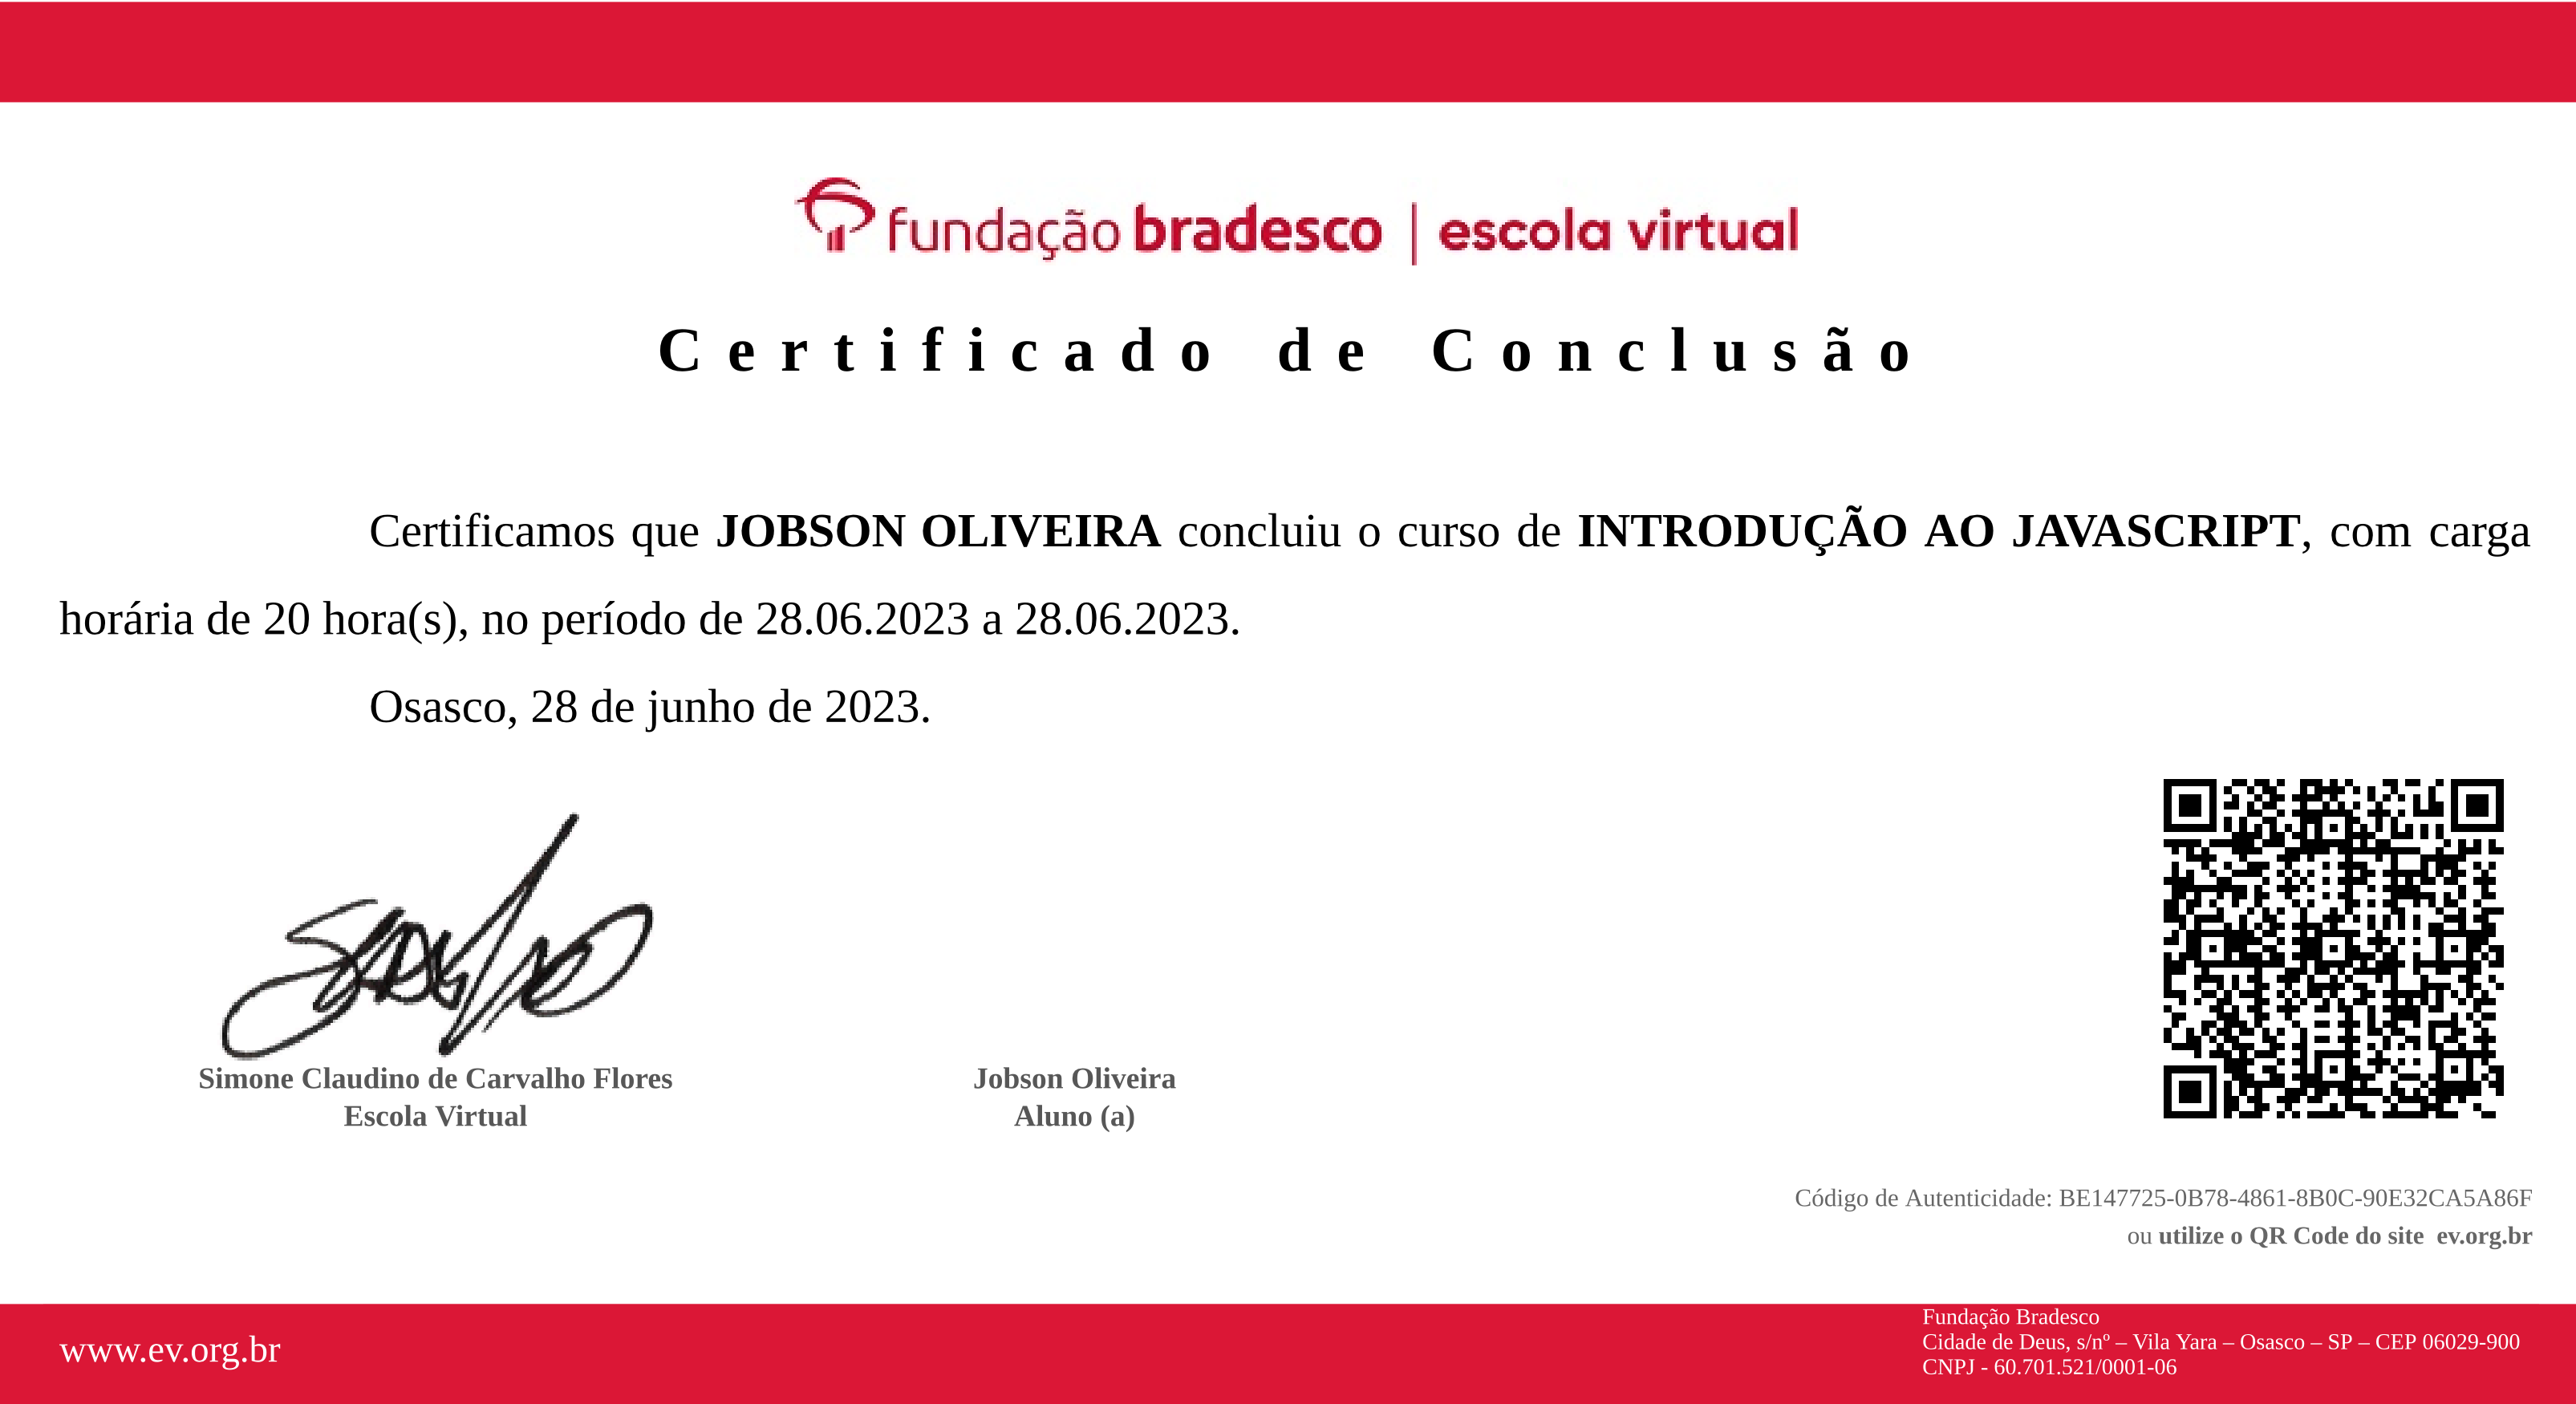 fundação bradesco | escola virtual
Certificado de Conclusão
Certificamos que JOBSON OLIVEIRA concluiu o curso de INTRODUÇÃO AO JAVASCRIPT, com carga
horária de 20 hora(s), no período de 28.06.2023 a 28.06.2023.
Osasco, 28 de junho de 2023.
Simone Claudino de Carvalho Flores
Escola Virtual
Jobson Oliveira
Aluno (a)
Código de Autenticidade: BE147725-0B78-4861-8B0C-90E32CA5A86F
ou utilize o QR Code do site ev.org.br
www.ev.org.br
Fundação Bradesco
Cidade de Deus, s/nº – Vila Yara – Osasco – SP – CEP 06029-900
CNPJ - 60.701.521/0001-06